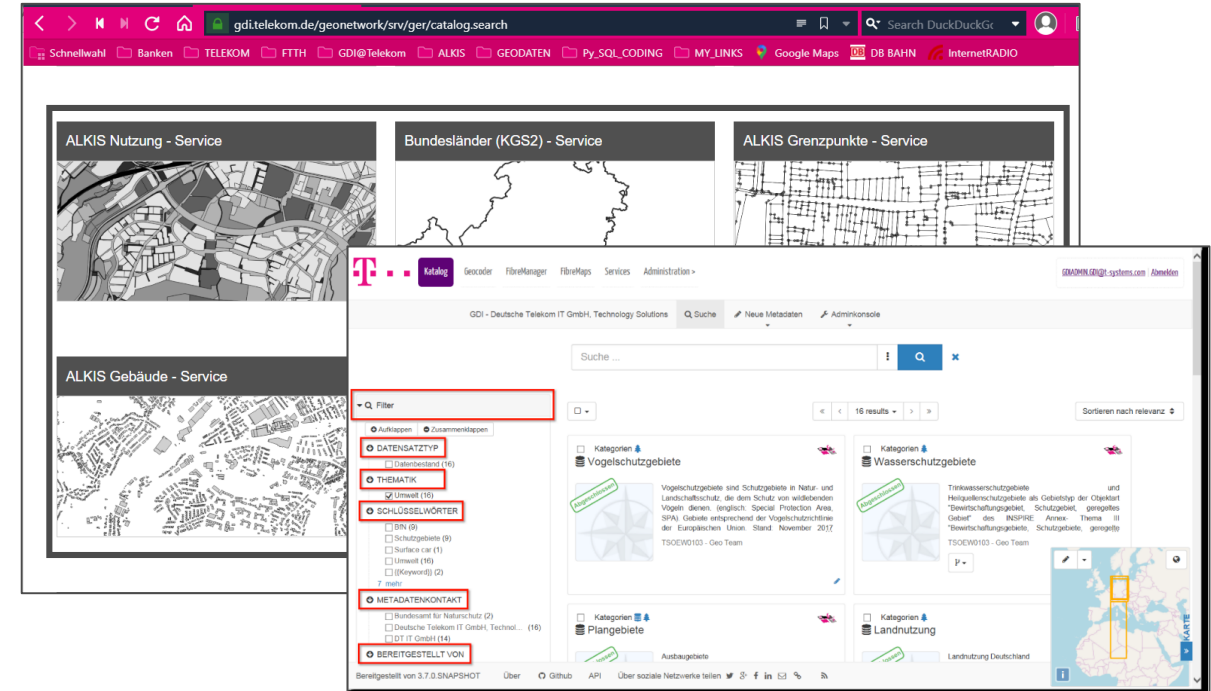 gdi.telekom.de/geonetwork/srv/ger/catalog.search
Search DuckDuckGc
Schnellwahl Banken TELEKOM FTTH GDI@Telekom ALKIS GEODATEN Py_SQL_CODING MY_LINKS Google Maps DB DB BAHN InternetRADIO
ALKIS Nutzung - Service
Bundesländer (KGS2) - Service
ALKIS Grenzpunkte - Service
ALKIS Gebäude - Service
T Katalog Geocoder FibreManager FibreMaps Services Administration »
GDIADMIN.GDI@t-systems.com Abmelden
GDI - Deutsche Telekom IT GmbH, Technology Solutions Suche Neue Metadaten Adminkonsole
Suche ...
Filter
Aufklappen Zusammenklappen
DATENSATZTYP
Datenbestand (16)
THEMATIK
Umwelt (16)
SCHLÜSSELWÖRTER
BfN (9)
Schutzgebiete (9)
Surface car (1)
Umwelt (16)
{{Keyword}} (2)
7 mehr
METADATENKONTAKT
Bundesamt für Naturschutz (2)
Deutsche Telekom IT GmbH, Technol... (16)
DT IT GmbH (14)
BEREITGESTELLT VON
« < 16 results > »
Sortieren nach relevanz
Kategorien
Vogelschutzgebiete
Abgeschlossen
Vogelschutzgebiete sind Schutzgebiete in Natur- und
Landschaftsschutz, die dem Schutz von wildlebenden
Vögeln dienen. (englisch: Special Protection Area,
SPA). Gebiete entsprechend der Vogelschutzrichtlinie
der Europäischen Union Stand November 2017
TSOEW0103 - Geo Team
Kategorien
Wasserschutzgebiete
Abgeschlossen
Trinkwasserschutzgebiete und
Heilquellenschutzgebiete als Gebietstyp der Objektart
"Bewirtschaftungsgebiet, Schutzgebiet, geregeltes
Gebiet" des INSPIRE Annex- Thema III
"Bewirtschaftungsgebiete, Schutzgebiete, geregelte
TSOEW0103 - Geo Team
Kategorien
Plangebiete
Ausbaugebiete
Kategorien
Landnutzung
Landnutzung Deutschland
KARTE
Bereitgestellt von 3.7.0.SNAPSHOT Über Github API Über soziale Netzwerke teilen